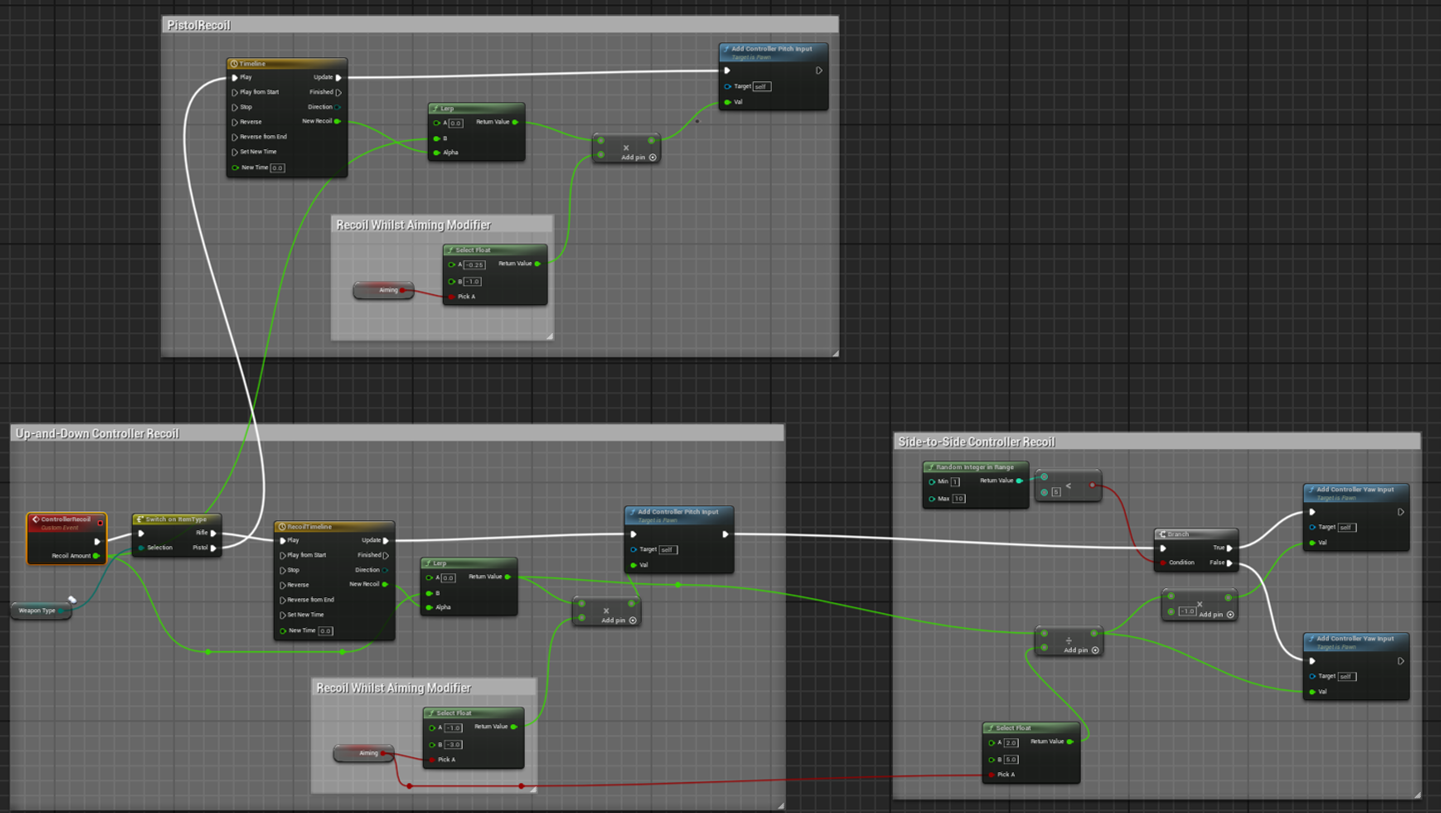 PistolRecoil
Timeline
Play
Update
Play from Start
Finished
Stop
Direction
Reverse
New Recoil
Reverse from End
Set New Time
New Time 0.0
Lerp
A 0.0
Return Value
B
Alpha
×
Add pin
Add Controller Pitch Input
Target is Pawn
Target self
Val
Recoil Whilst Aiming Modifier
Select Float
A -0.25
Return Value
B -1.0
Pick A
Aiming
Up-and-Down Controller Recoil
ControllerRecoil
Custom Event
Recoil Amount
Weapon Type
Switch on ItemType
Rifle
Selection
Pistol
RecoilTimeline
Play
Update
Play from Start
Finished
Stop
Direction
Reverse
New Recoil
Reverse from End
Set New Time
New Time 0.0
Lerp
A 0.0
Return Value
B
Alpha
×
Add pin
Add Controller Pitch Input
Target is Pawn
Target self
Val
Recoil Whilst Aiming Modifier
Select Float
A -1.0
Return Value
B -3.0
Pick A
Aiming
Side-to-Side Controller Recoil
Random Integer in Range
Min 1
Return Value
Max 10
5
<
Branch
True
Condition
False
-1.0
×
Add pin
÷
Add pin
Select Float
A 2.0
Return Value
B 5.0
Pick A
Add Controller Yaw Input
Target is Pawn
Target self
Val
Add Controller Yaw Input
Target is Pawn
Target self
Val